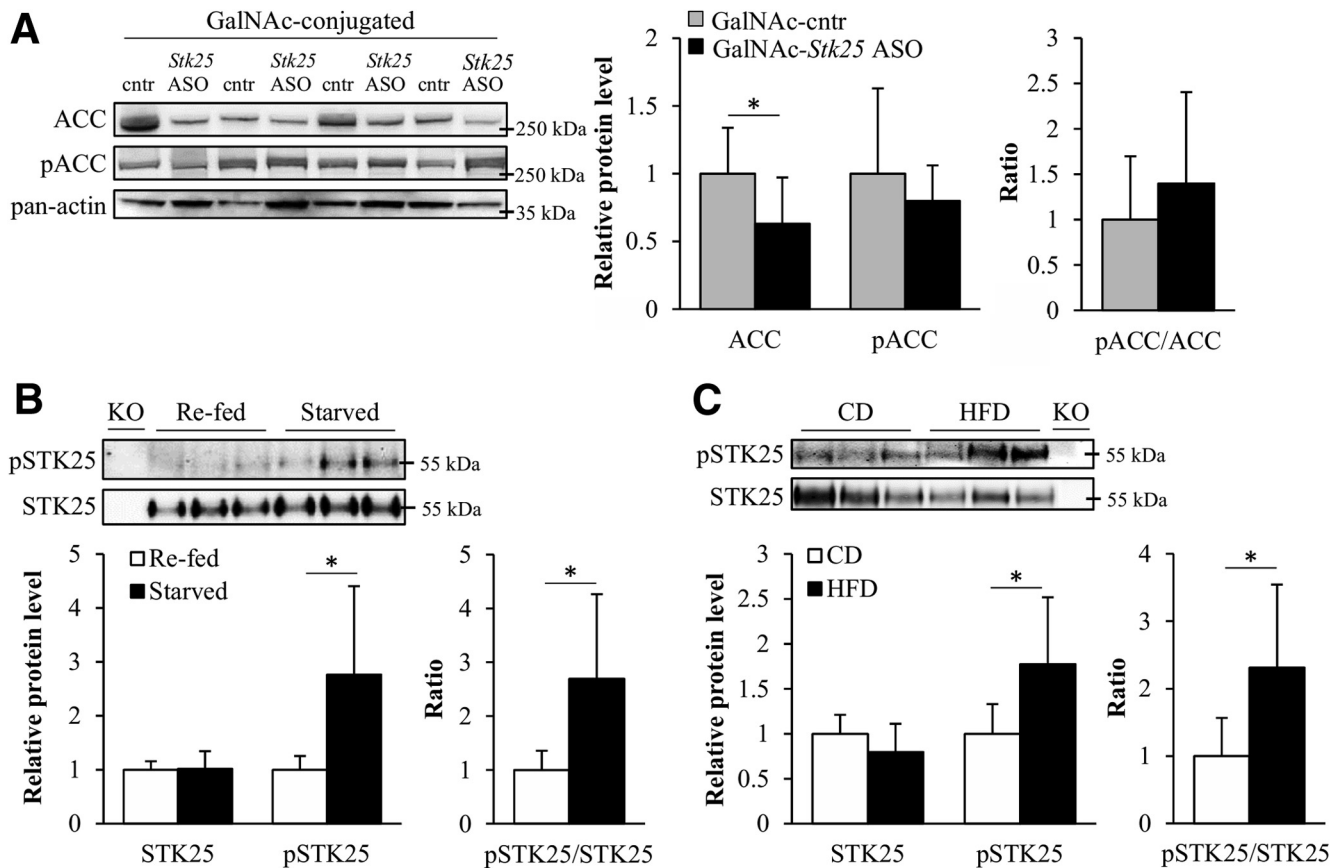 A
GalNAc-conjugated
cntr Stk25 ASO cntr Stk25 ASO cntr Stk25 ASO cntr Stk25 ASO
ACC
250 kDa
pACC
250 kDa
pan-actin
35 kDa
GalNAc-cntr
GalNAc-Stk25 ASO
Relative protein level
2
1.5
1
0.5
0
*
ACC pACC
Ratio
3
2.5
2
1.5
1
0.5
0
pACC/ACC
B
KO Re-fed Starved
pSTK25
55 kDa
STK25
55 kDa
Re-fed
Starved
Relative protein level
5
4
3
2
1
0
*
STK25 pSTK25
Ratio
5
4
3
2
1
0
*
pSTK25/STK25
C
CD HFD KO
pSTK25
55 kDa
STK25
55 kDa
CD
HFD
Relative protein level
3
2.5
2
1.5
1
0.5
0
*
STK25 pSTK25
Ratio
4
3
2
1
0
*
pSTK25/STK25